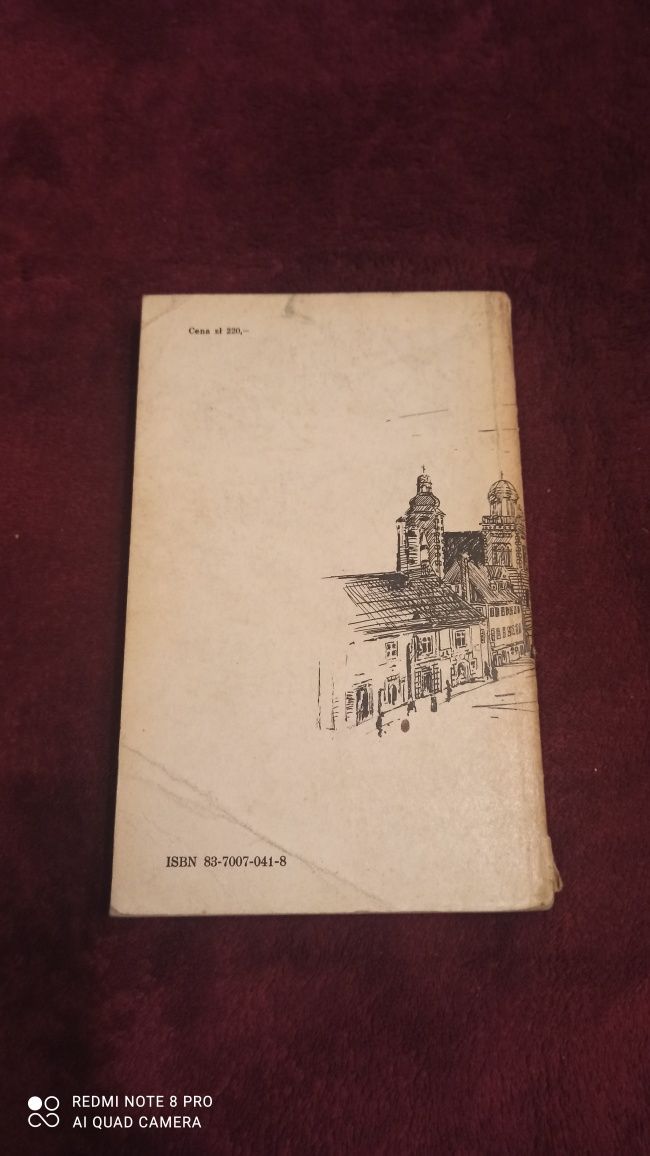 Cena zł 220,—
ISBN 83-7007-041-8
REDMI NOTE 8 PRO
AI QUAD CAMERA